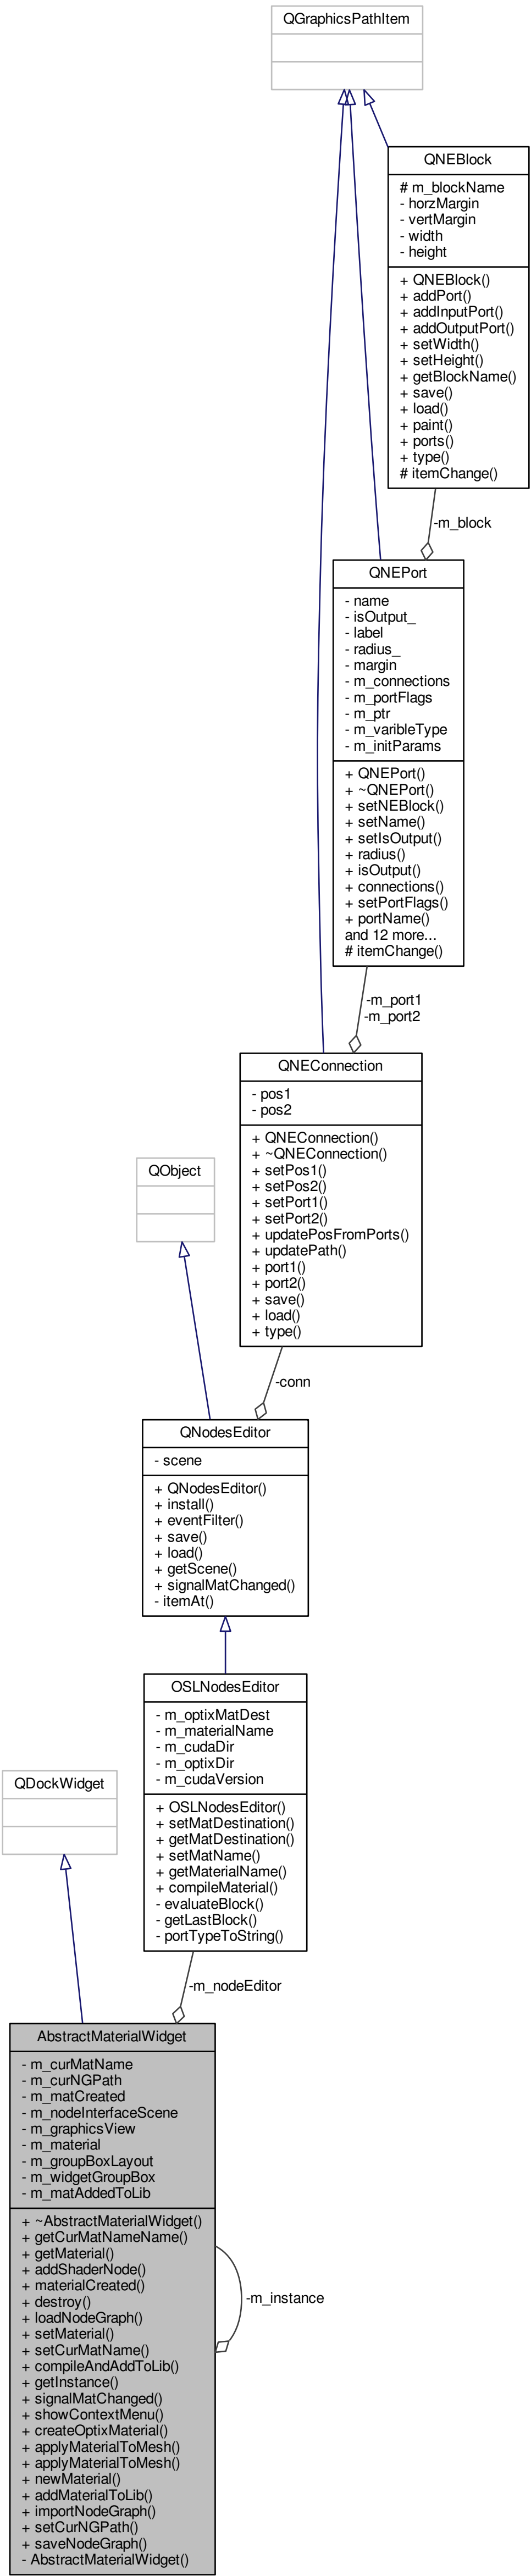 QGraphicsPathItem
QNEBlock
# m_blockName
- horzMargin
- vertMargin
- width
- height
+ QNEBlock()
+ addPort()
+ addInputPort()
+ addOutputPort()
+ setWidth()
+ setHeight()
+ getBlockName()
+ save()
+ load()
+ paint()
+ ports()
+ type()
# itemChange()
-m_block
QNEPort
- name
- isOutput_
- label
- radius_
- margin
- m_connections
- m_portFlags
- m_ptr
- m_varibleType
- m_initParams
+ QNEPort()
+ ~QNEPort()
+ setNEBlock()
+ setName()
+ setIsOutput()
+ radius()
+ isOutput()
+ connections()
+ setPortFlags()
+ portName()
and 12 more...
# itemChange()
-m_port1
-m_port2
QNEConnection
- pos1
- pos2
+ QNEConnection()
+ ~QNEConnection()
+ setPos1()
+ setPos2()
+ setPort1()
+ setPort2()
+ updatePosFromPorts()
+ updatePath()
+ port1()
+ port2()
+ save()
+ load()
+ type()
QObject
-conn
QNodesEditor
- scene
+ QNodesEditor()
+ install()
+ eventFilter()
+ save()
+ load()
+ getScene()
+ signalMatChanged()
- itemAt()
OSLNodesEditor
- m_optixMatDest
- m_materialName
- m_cudaDir
- m_optixDir
- m_cudaVersion
+ OSLNodesEditor()
+ setMatDestination()
+ getMatDestination()
+ setMatName()
+ getMaterialName()
+ compileMaterial()
- evaluateBlock()
- getLastBlock()
- portTypeToString()
QDockWidget
-m_nodeEditor
AbstractMaterialWidget
- m_curMatName
- m_curNGPath
- m_matCreated
- m_nodeInterfaceScene
- m_graphicsView
- m_material
- m_groupBoxLayout
- m_widgetGroupBox
- m_matAddedToLib
+ ~AbstractMaterialWidget()
+ getCurMatNameName()
+ getMaterial()
+ addShaderNode()
+ materialCreated()
+ destroy()
+ loadNodeGraph()
+ setMaterial()
+ setCurMatName()
+ compileAndAddToLib()
+ getInstance()
+ signalMatChanged()
+ showContextMenu()
+ createOptixMaterial()
+ applyMaterialToMesh()
+ applyMaterialToMesh()
+ newMaterial()
+ addMaterialToLib()
+ importNodeGraph()
+ setCurNGPath()
+ saveNodeGraph()
- AbstractMaterialWidget()
-m_instance